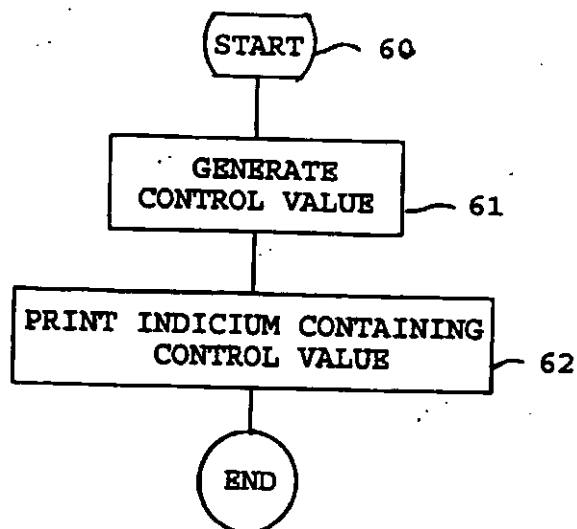 START 60
GENERATE
CONTROL VALUE 61
PRINT INDICIUM CONTAINING
CONTROL VALUE 62
END